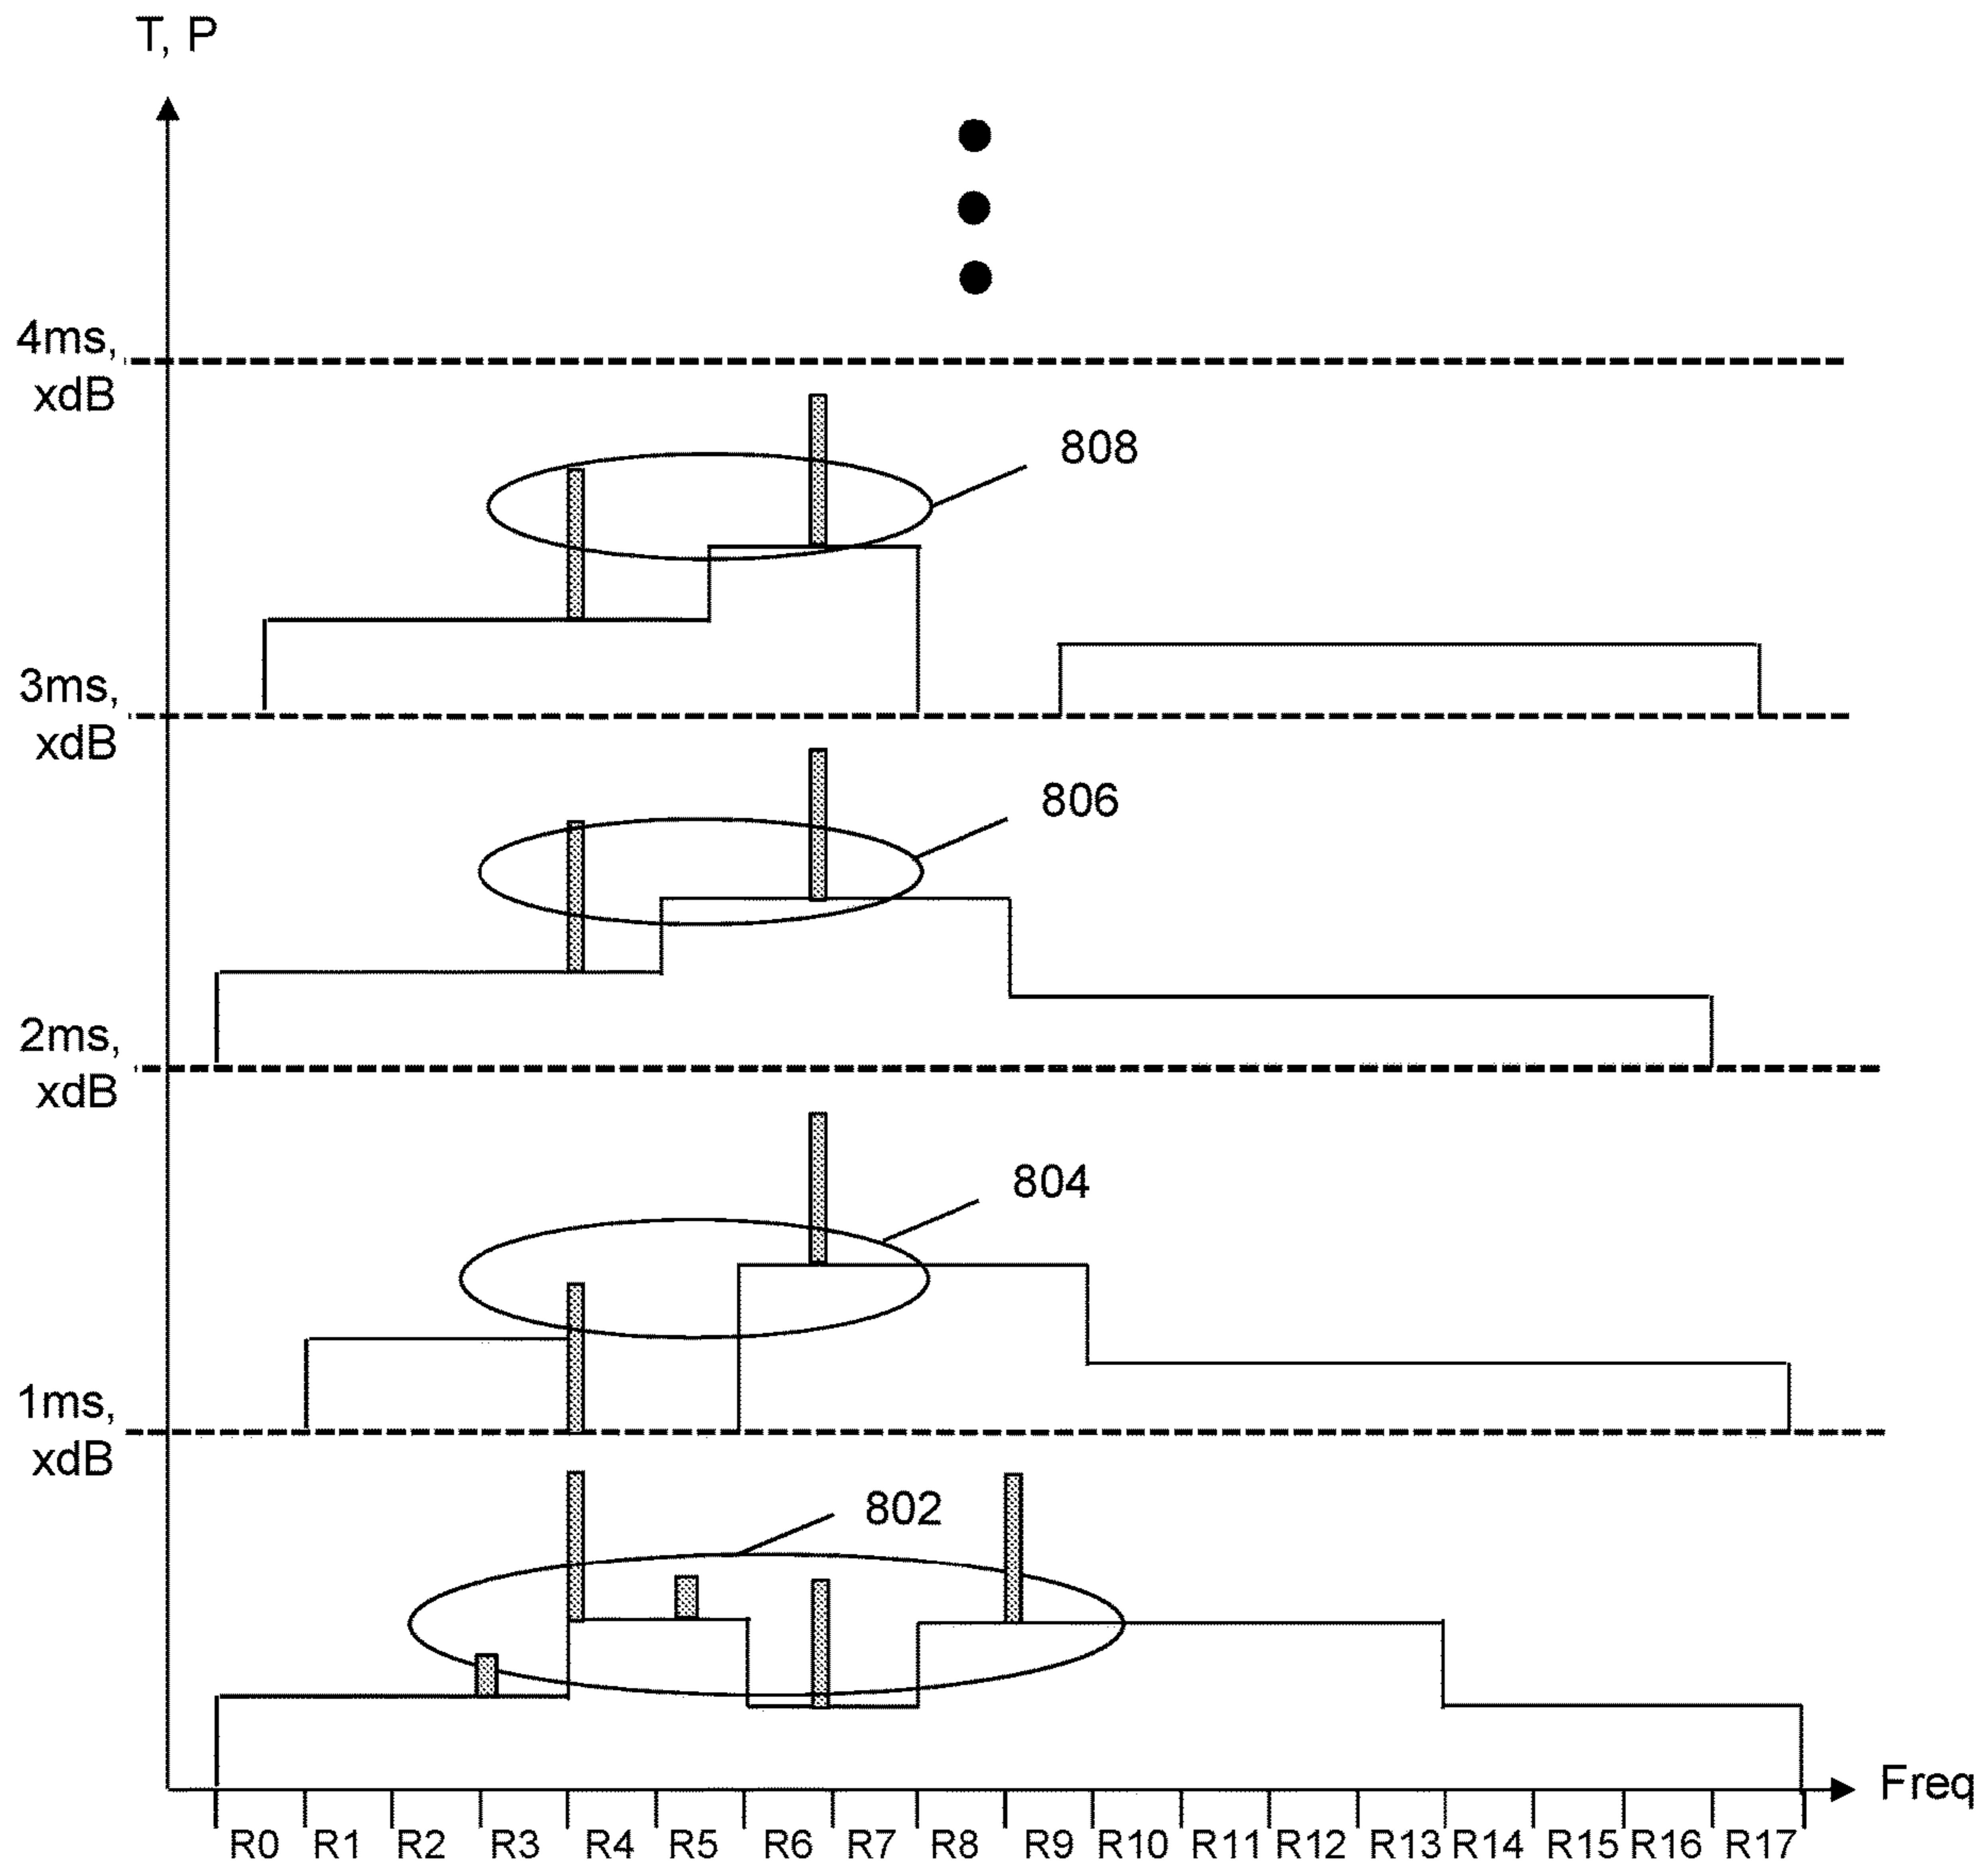 T, P
4ms,
xdB
808
3ms,
xdB
806
2ms,
xdB
804
1ms,
xdB
802
Freq
R0 R1 R2 R3 R4 R5 R6 R7 R8 R9 R10 R11 R12 R13 R14 R15 R16 R17